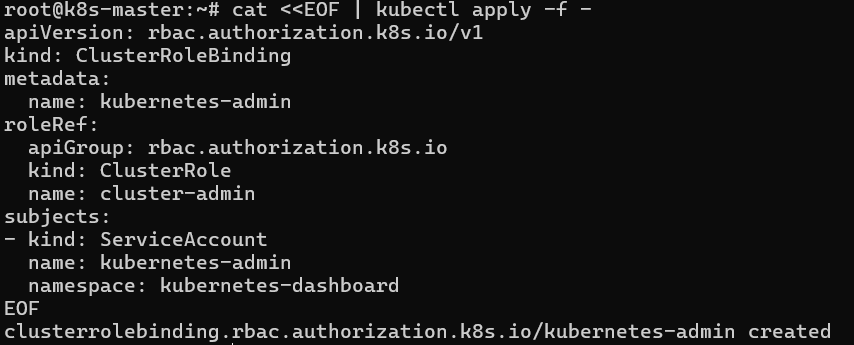 root@k8s-master:~# cat <<EOF | kubectl apply -f -
apiVersion: rbac.authorization.k8s.io/v1
kind: ClusterRoleBinding
metadata:
  name: kubernetes-admin
roleRef:
  apiGroup: rbac.authorization.k8s.io
  kind: ClusterRole
  name: cluster-admin
subjects:
- kind: ServiceAccount
  name: kubernetes-admin
  namespace: kubernetes-dashboard
EOF
clusterrolebinding.rbac.authorization.k8s.io/kubernetes-admin created